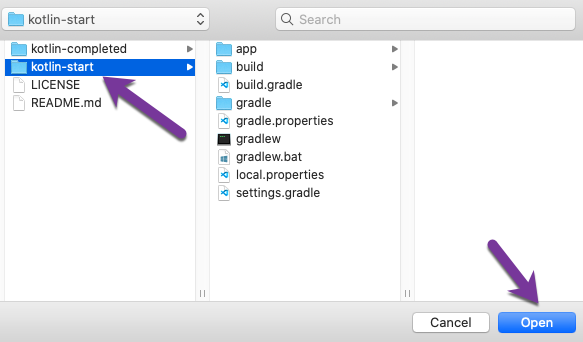 kotlin-start
Search
kotlin-completed
kotlin-start
LICENSE
README.md
app
build
build.gradle
gradle
gradle.properties
gradlew
gradlew.bat
local.properties
settings.gradle
Cancel
Open